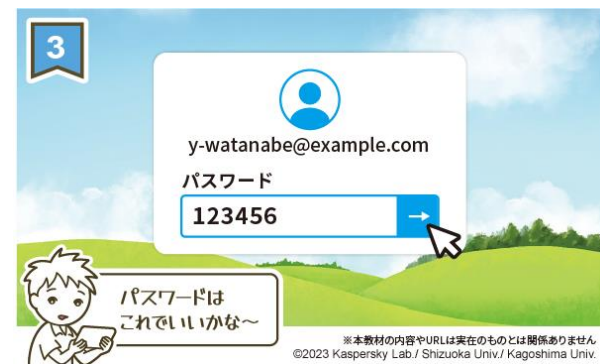 3
y-watanabe@example.com
パスワード
123456
パスワードは
これでいいかな～
※本教材の内容やURLは実在のものとは関係ありません
©2023 Kaspersky Lab./ Shizuoka Univ./ Kagoshima Univ.